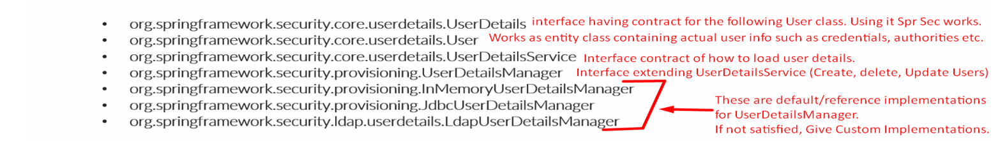 • org.springframework.security.core.userdetails.UserDetails interface having contract for the following User class. Using it Spr Sec works.
• org.springframework.security.core.userdetails.User Works as entity class containing actual user info such as credentials, authorities etc.
• org.springframework.security.core.userdetails.UserDetailsService Interface contract of how to load user details.
• org.springframework.security.provisioning.UserDetailsManager Interface extending UserDetailsService (Create, delete, Update Users)
• org.springframework.security.provisioning.InMemoryUserDetailsManager
• org.springframework.security.provisioning.JdbcUserDetailsManager
• org.springframework.security.ldap.userdetails.LdapUserDetailsManager
These are default/reference implementations
for UserDetailsManager.
If not satisfied, Give Custom Implementations.